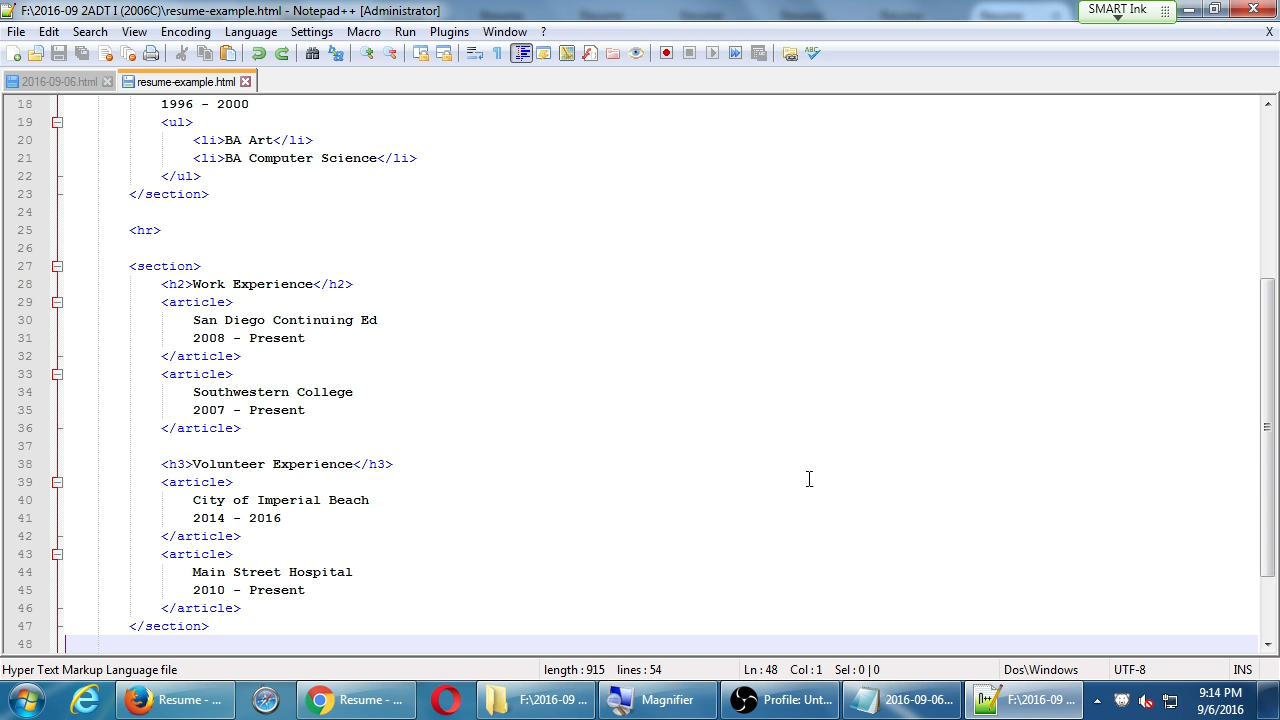 F:\2016-09 2ADT I (2006C)\resume-example.html - Notepad++ [Administrator]
SMART Ink
File Edit Search View Encoding Language Settings Macro Run Plugins Window ? X
2016-09-06.html resume-example.html
18 1996 - 2000
19 <ul>
20 <li>BA Art</li>
21 <li>BA Computer Science</li>
22 </ul>
23 </section>
24
25 <hr>
26
27 <section>
28 <h2>Work Experience</h2>
29 <article>
30 San Diego Continuing Ed
31 2008 - Present
32 </article>
33 <article>
34 Southwestern College
35 2007 - Present
36 </article>
37
38 <h3>Volunteer Experience</h3>
39 <article>
40 City of Imperial Beach
41 2014 - 2016
42 </article>
43 <article>
44 Main Street Hospital
45 2010 - Present
46 </article>
47 </section>
48
Hyper Text Markup Language file length : 915 lines : 54 Ln : 48 Col : 1 Sel : 0 | 0 Dos\Windows UTF-8 INS
Resume - ... Resume - ... F:\2016-09 ... Magnifier Profile: Unt... 2016-09-06... F:\2016-09 ... 9:14 PM
9/6/2016